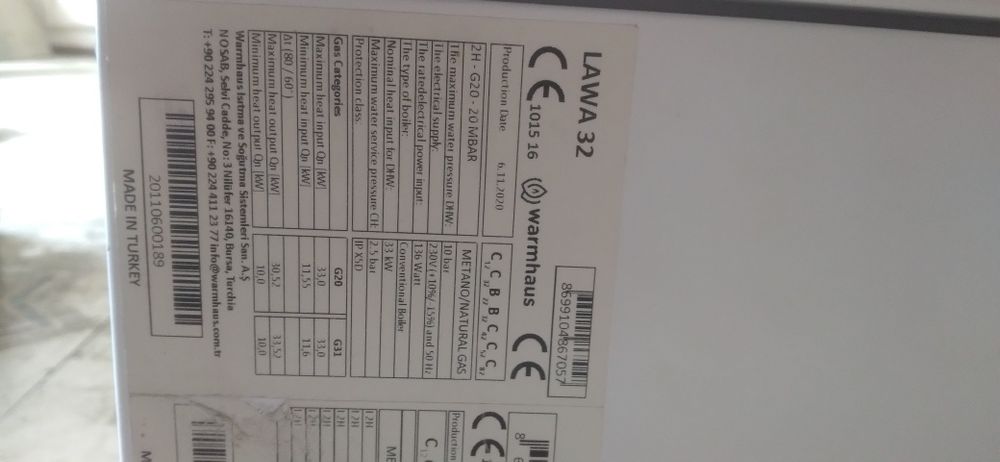 LAWA 32
8699104867057
CE 1015 16 warmhaus CE
Production Date 6.11.2020
2H - G20 - 20 MBAR METANO/NATURAL GAS
The maximum water pressure DHW: 10 bar
The electrical supply: 230V(+10%/-15%) and 50 Hz
The ratedelectrical power input: 136 Watt
The type of boiler: Conventional Boiler
Nominal heat input for DHW: 33 kW
Maximum water service pressure CH: 2.5 bar
Protection class: IP X5D
Gas Categories G20 G31
Maximum heat input Qn [kW] 33,0 33,0
Minimum heat input Qn [kW] 11,55 11,6
Δt (80 / 60°)
Maximum heat output Qn [kW] 30,52 33,52
Minimum heat output Qn [kW] 10,0 10,0
Warmhaus Isıtma ve Soğutma Sistemleri San. A.Ş
NOSAB, Selvi Cadde, No: 3 Nilüfer 16140, Bursa, Turchia
T: +90 224 295 94 00 F: +90 224 411 23 77 info@warmhaus.com.tr
20110600189
MADE IN TURKEY
CE
Production